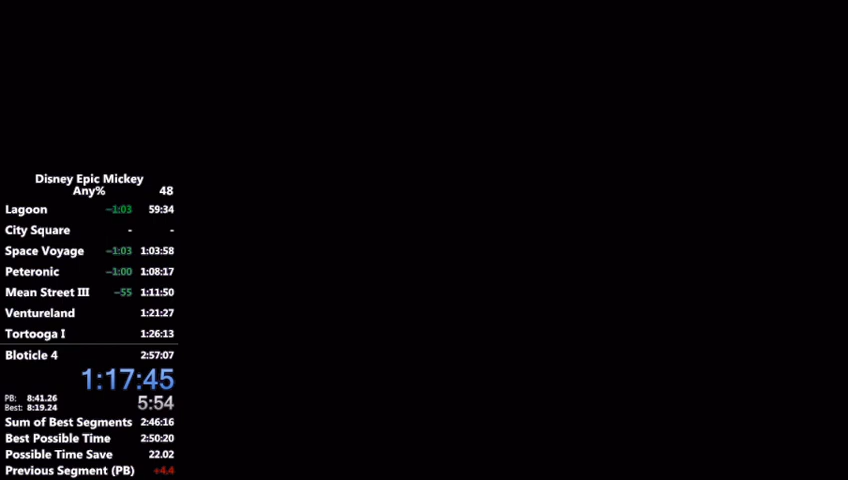 Disney Epic Mickey
Any% 48
Lagoon −1:03 59:34
City Square - -
Space Voyage −1:03 1:03:58
Peteronic −1:00 1:08:17
Mean Street III −55 1:11:50
Ventureland 1:21:27
Tortooga I 1:26:13
Bloticle 4 2:57:07
1:17:45
PB: 8:41.26
Best: 8:19.24
5:54
Sum of Best Segments 2:46:16
Best Possible Time 2:50:20
Possible Time Save 22.02
Previous Segment (PB) +4.4